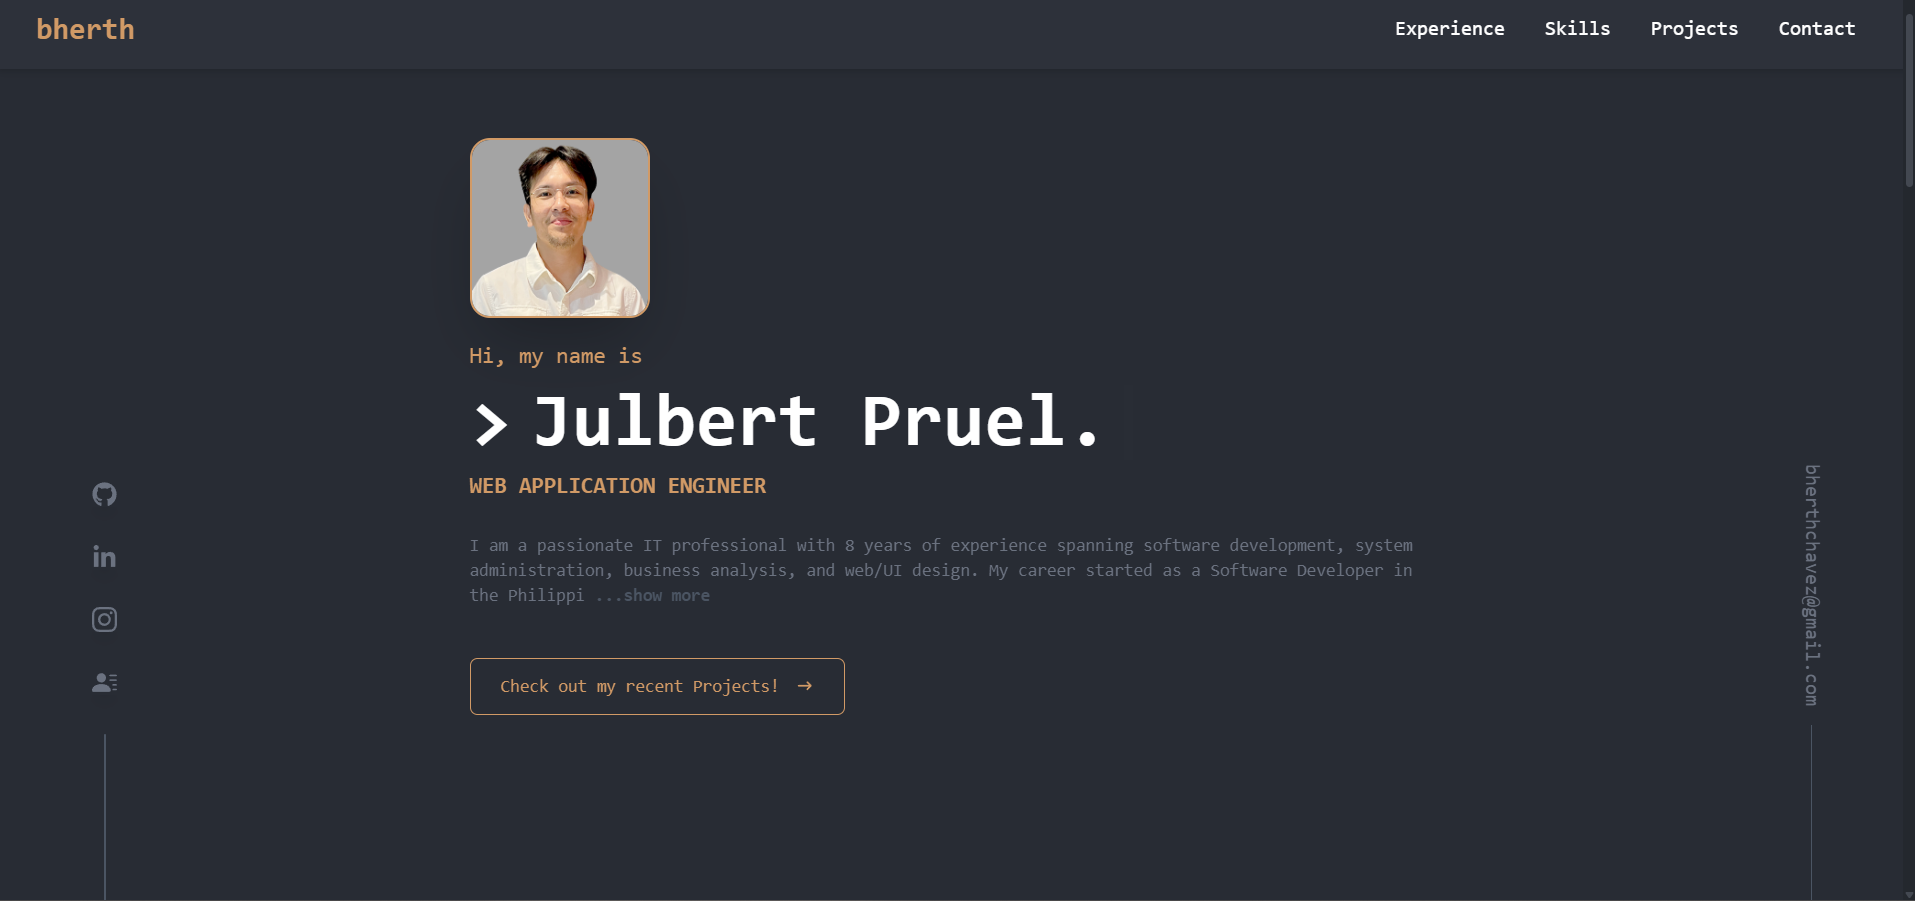 bherth
Experience Skills Projects Contact
Hi, my name is
> Julbert Pruel.
WEB APPLICATION ENGINEER
I am a passionate IT professional with 8 years of experience spanning software development, system
administration, business analysis, and web/UI design. My career started as a Software Developer in
the Philippi ...show more
Check out my recent Projects! →
bherthchavez@gmail.com